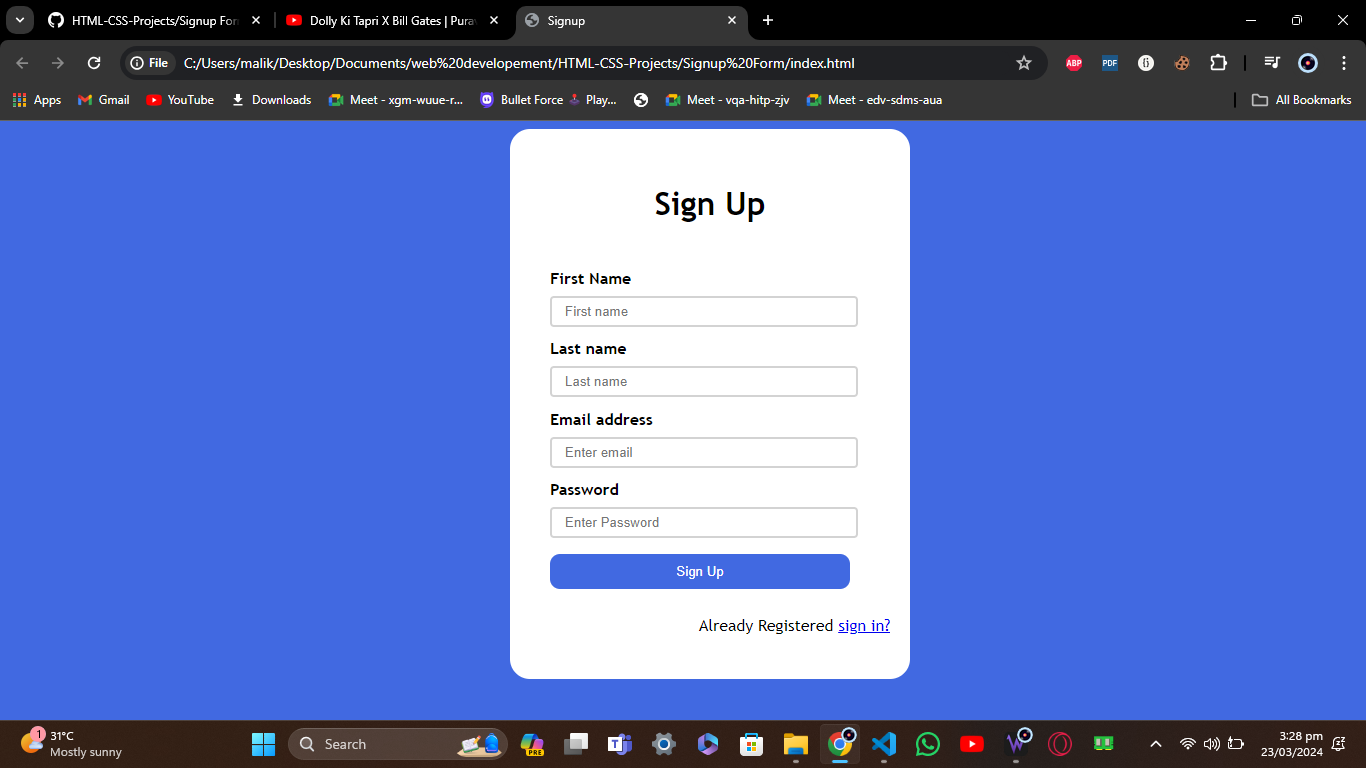 HTML-CSS-Projects/Signup For
Dolly Ki Tapri X Bill Gates | Pura
Signup
File
C:/Users/malik/Desktop/Documents/web%20developement/HTML-CSS-Projects/Signup%20Form/index.html
ABP
PDF
Apps
Gmail
YouTube
Downloads
Meet - xgm-wuue-r...
Bullet Force
Play...
Meet - vqa-hitp-zjv
Meet - edv-sdms-aua
All Bookmarks
Sign Up
First Name
First name
Last name
Last name
Email address
Enter email
Password
Enter Password
Sign Up
Already Registered sign in?
1
31°C
Mostly sunny
Search
PRE
3:28 pm
23/03/2024